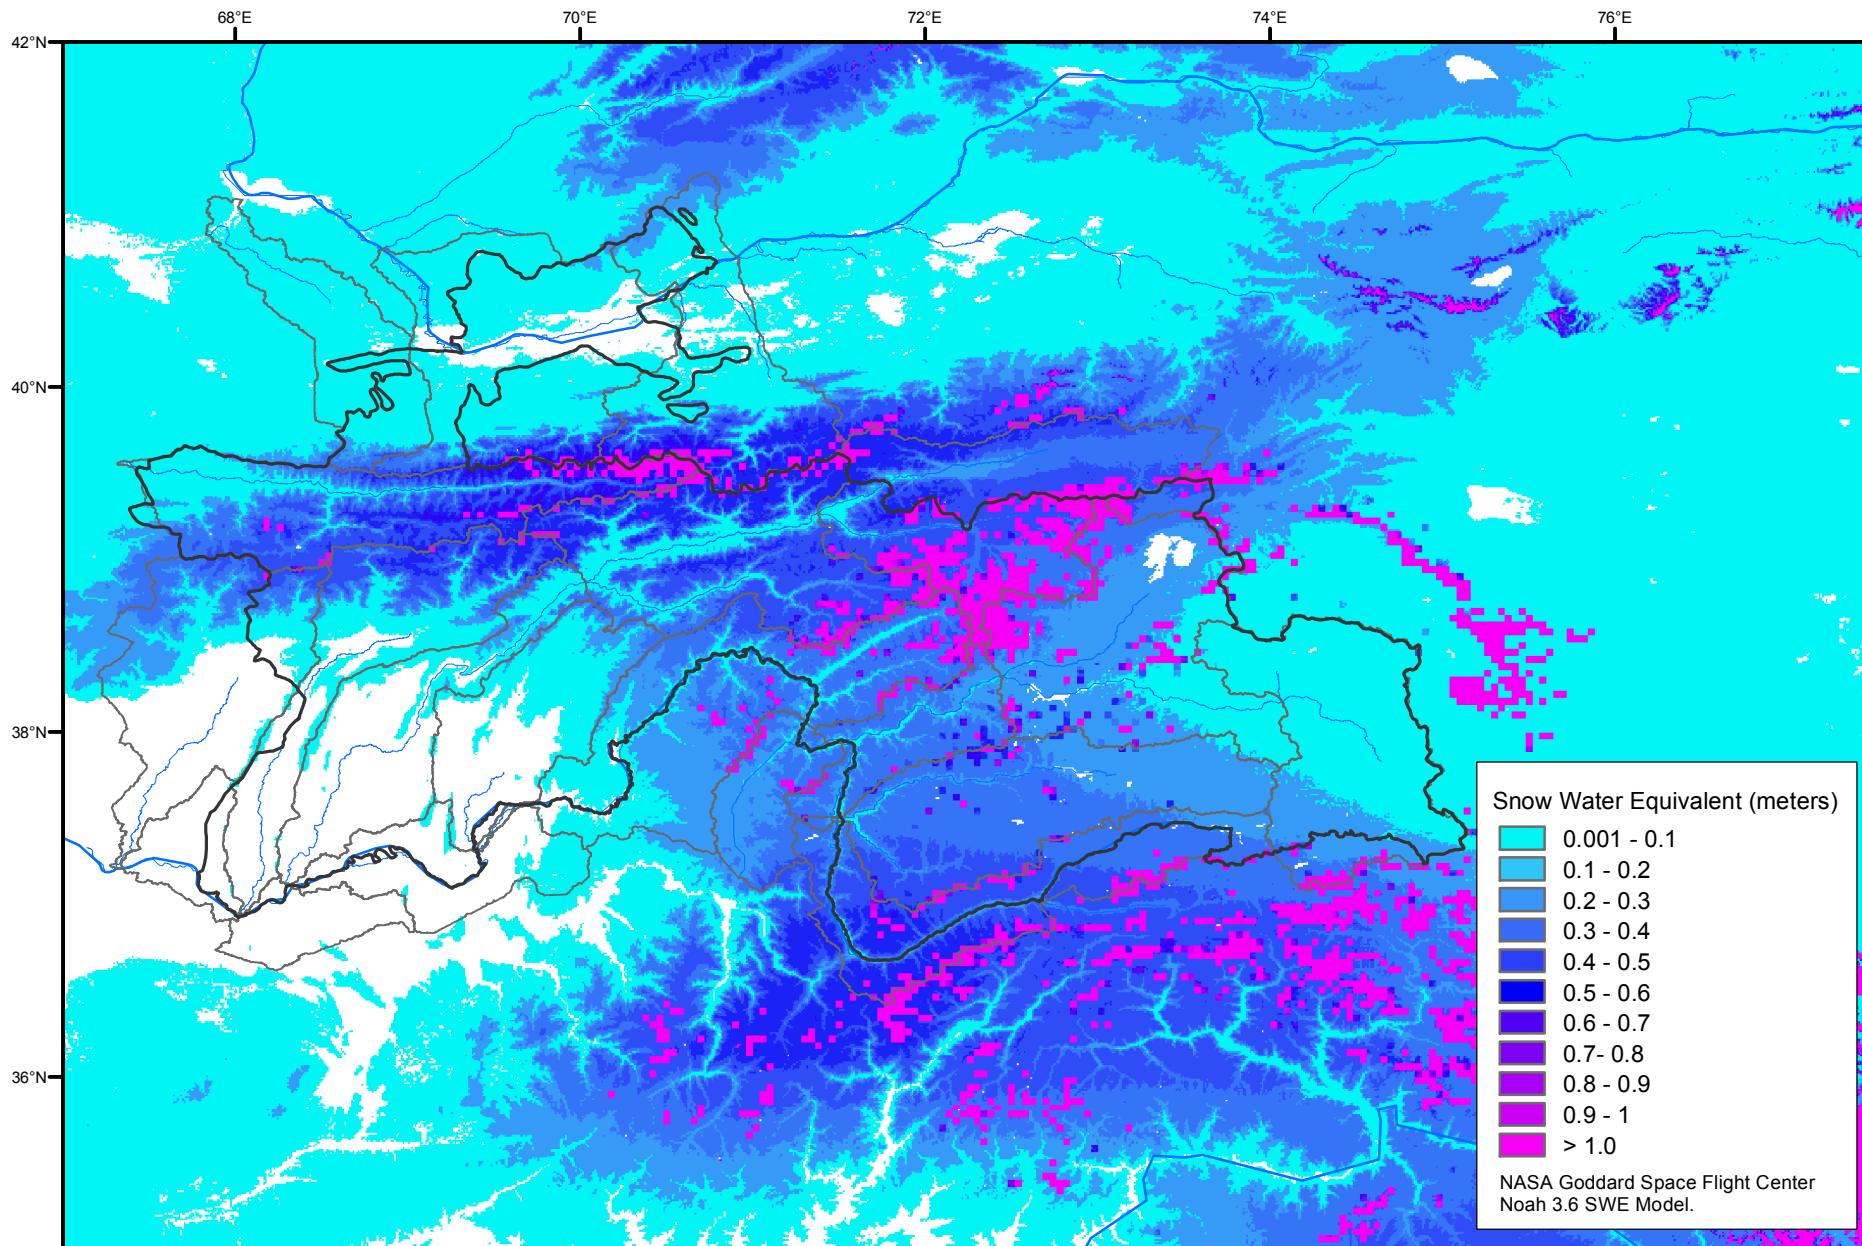 68°E 70°E 72°E 74°E 76°E
42°N
40°N
38°N
36°N
Snow Water Equivalent (meters)
0.001 - 0.1
0.1 - 0.2
0.2 - 0.3
0.3 - 0.4
0.4 - 0.5
0.5 - 0.6
0.6 - 0.7
0.7- 0.8
0.8 - 0.9
0.9 - 1
> 1.0
NASA Goddard Space Flight Center
Noah 3.6 SWE Model.